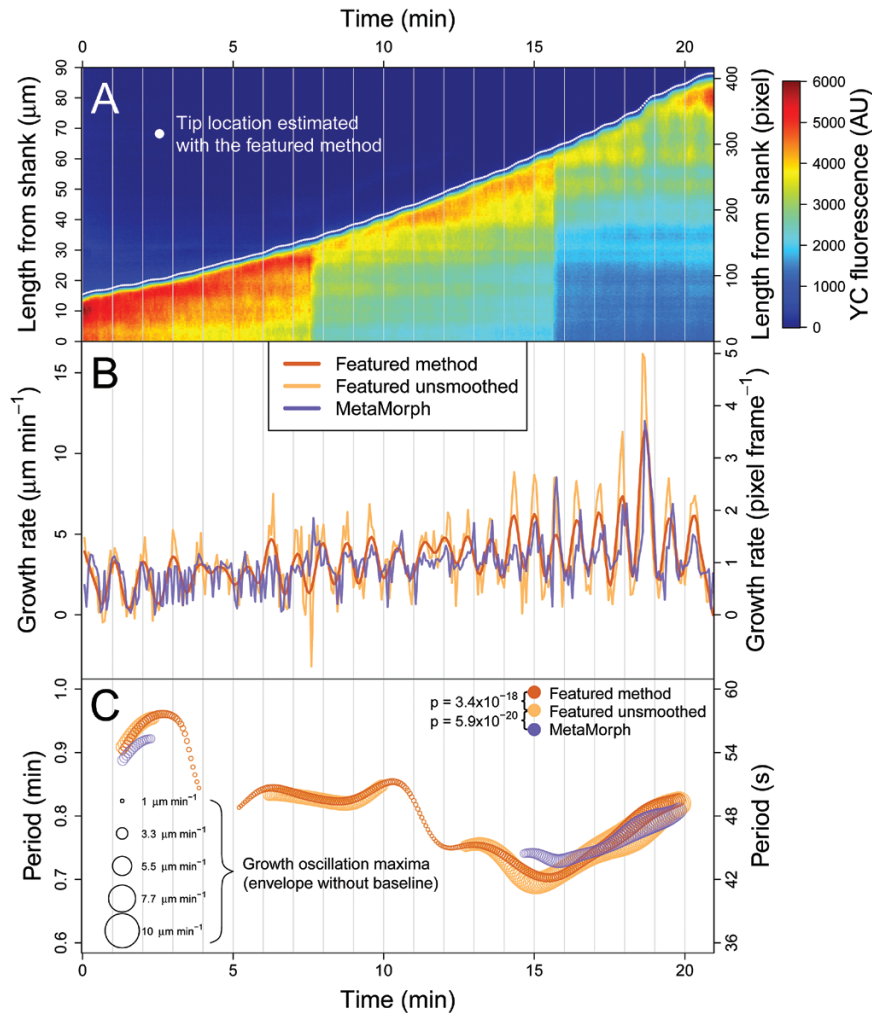 Time (min)
0 5 10 15 20
A
Tip location estimated
with the featured method
Length from shank (μm)
90
80
70
60
50
40
30
20
10
0
Length from shank (pixel)
400
300
200
100
0
YC fluorescence (AU)
6000
5000
4000
3000
2000
1000
0
B
Featured method
Featured unsmoothed
MetaMorph
Growth rate (μm min⁻¹)
15
10
5
0
Growth rate (pixel frame⁻¹)
5
4
3
2
1
0
C
p = 3.4x10⁻¹⁸
p = 5.9x10⁻²⁰
Featured method
Featured unsmoothed
MetaMorph
Period (min)
1.0
0.9
0.8
0.7
0.6
Period (s)
60
54
48
42
36
1 μm min⁻¹
3.3 μm min⁻¹
5.5 μm min⁻¹
7.7 μm min⁻¹
10 μm min⁻¹
Growth oscillation maxima
(envelope without baseline)
0 5 10 15 20
Time (min)